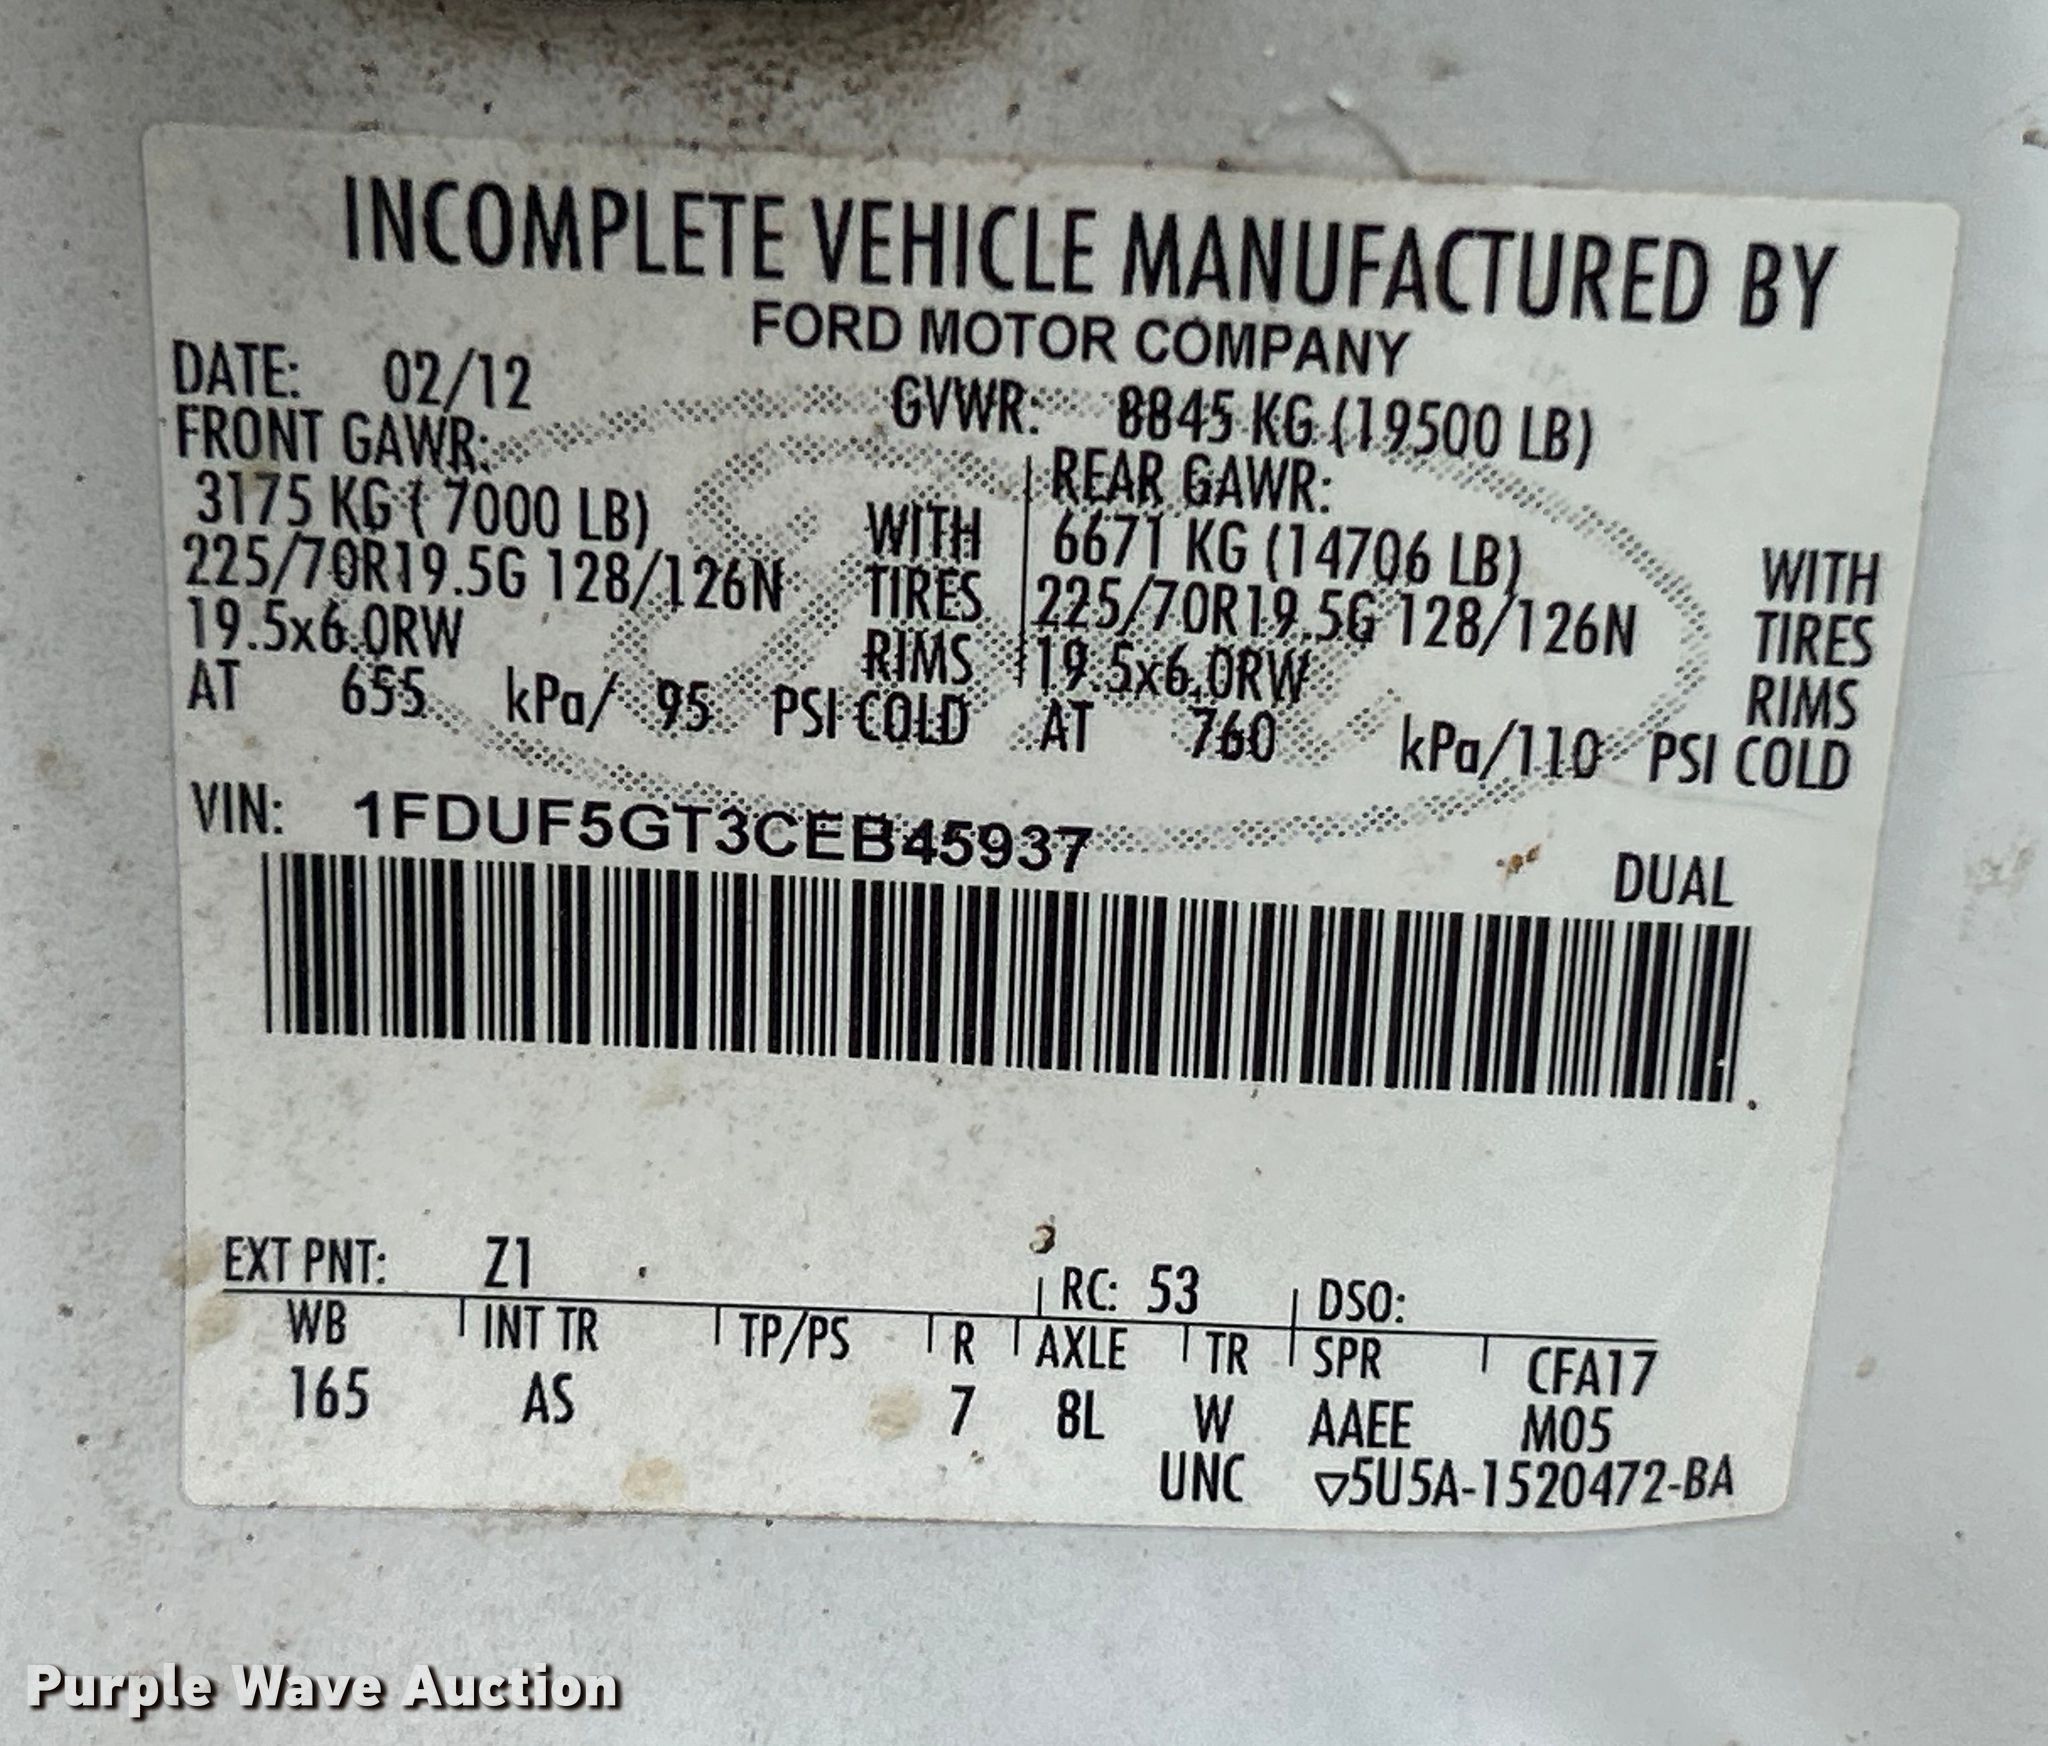 INCOMPLETE VEHICLE MANUFACTURED BY
FORD MOTOR COMPANY
DATE: 02/12 GVWR: 8845 KG (19500 LB)
FRONT GAWR: REAR GAWR:
3175 KG ( 7000 LB) WITH 6671 KG (14706 LB) WITH
225/70R19.5G 128/126N TIRES 225/70R19.5G 128/126N TIRES
19.5x6.0RW RIMS 19.5x6.0RW RIMS
AT 655 kPa/ 95 PSI COLD AT 760 kPa/110 PSI COLD
VIN: 1FDUF5GT3CEB45937
DUAL
EXT PNT: Z1 RC: 53 DSO:
WB INT TR TP/PS R AXLE TR SPR CFA17
165 AS 7 8L W AAEE M05
UNC ▽5U5A-1520472-BA
Purple Wave Auction